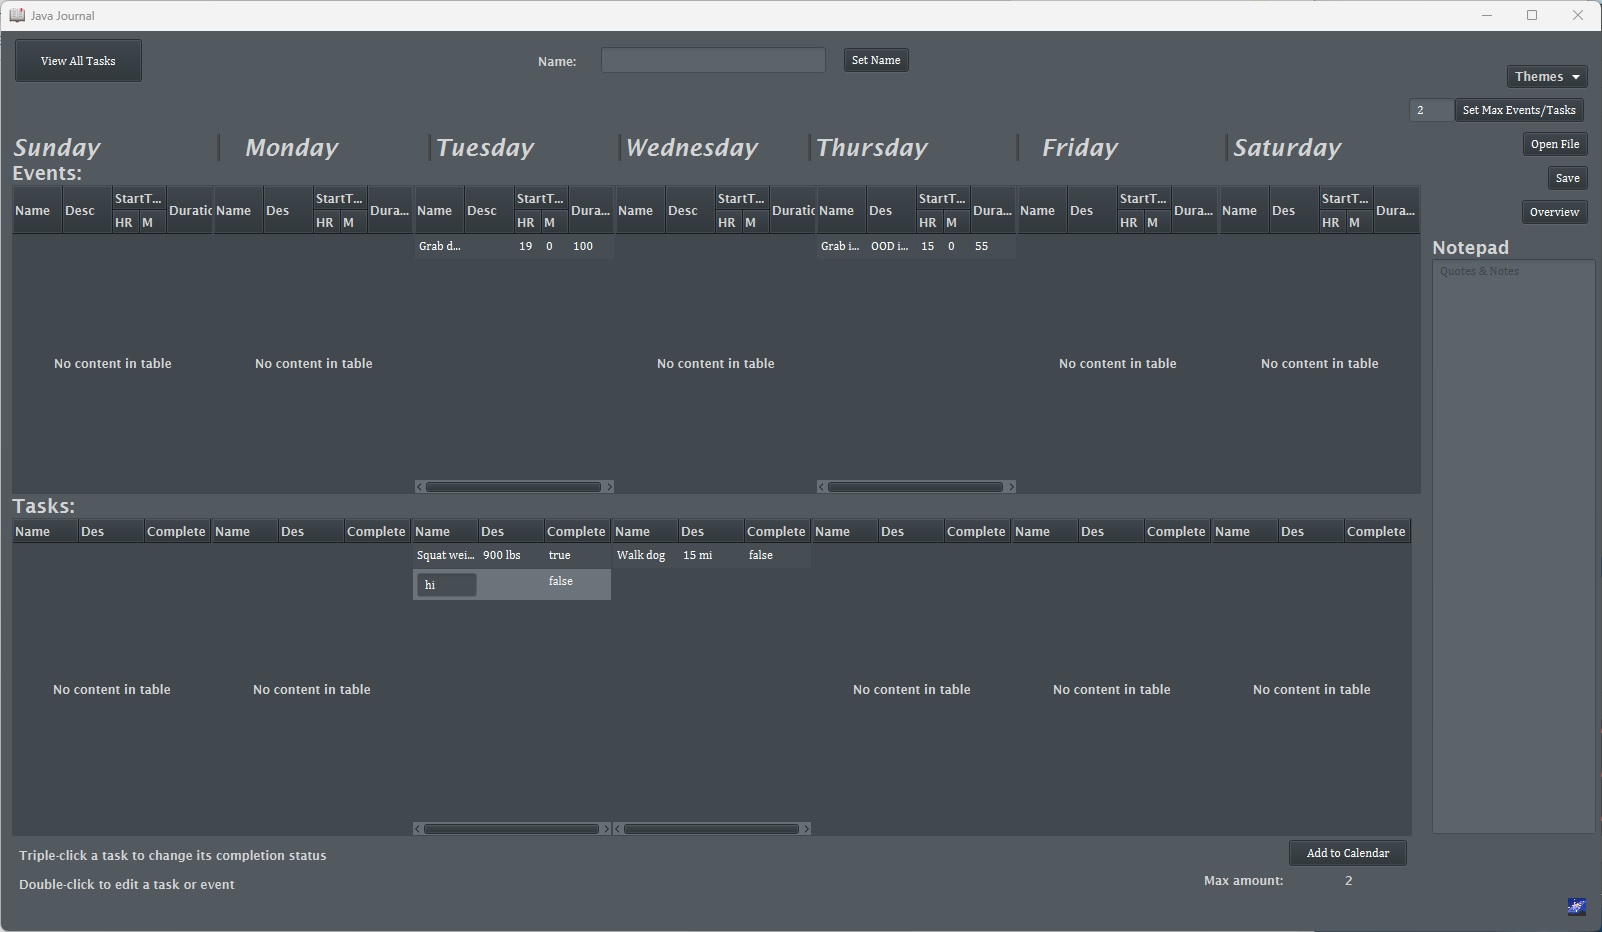 Java Journal
View All Tasks
Name:
Set Name
Themes
2
Set Max Events/Tasks
Sunday Monday Tuesday Wednesday Thursday Friday Saturday
Open File
Events:
Save
Name Desc StartT... HR M Duratic Name Des StartT... HR M Dura... Name Desc StartT... HR M Dura... Name Desc StartT... HR M Duratic Name Des StartT... HR M Dura... Name Des StartT... HR M Dura... Name Des StartT... HR M Dura...
Overview
Grab d... 19 0 100 Grab i... OOD i... 15 0 55
Notepad
Quotes & Notes
No content in table No content in table No content in table No content in table No content in table
Tasks:
Name Des Complete Name Des Complete Name Des Complete Name Des Complete Name Des Complete Name Des Complete Name Des Complete
Squat wei... 900 lbs true Walk dog 15 mi false
hi false
No content in table No content in table No content in table No content in table No content in table
Triple-click a task to change its completion status
Add to Calendar
Double-click to edit a task or event
Max amount: 2